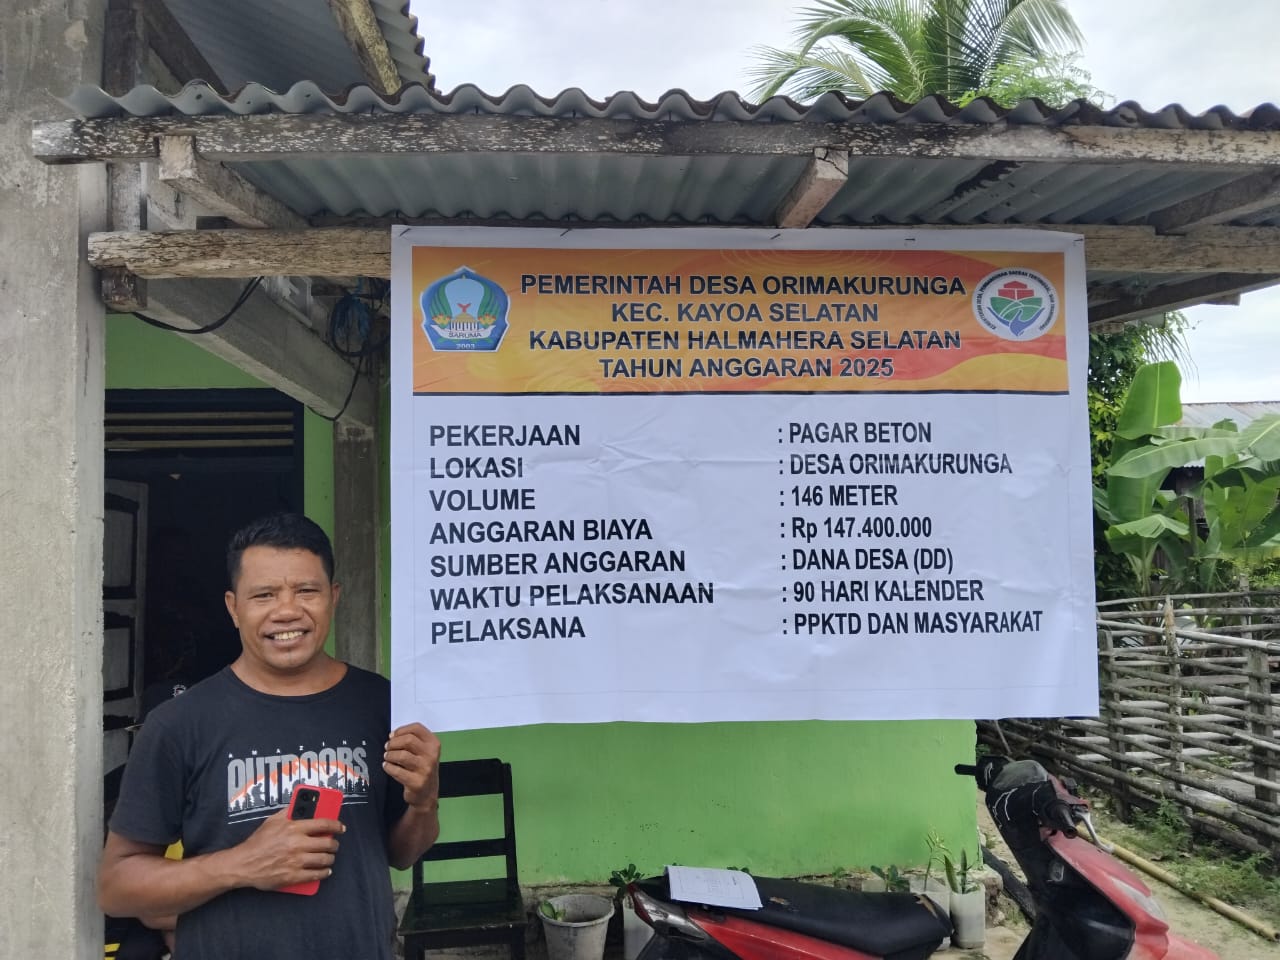 PEMERINTAH DESA ORIMAKURUNGA
KEC. KAYOA SELATAN
KABUPATEN HALMAHERA SELATAN
TAHUN ANGGARAN 2025
SARUMA
2003
PEKERJAAN : PAGAR BETON
LOKASI : DESA ORIMAKURUNGA
VOLUME : 146 METER
ANGGARAN BIAYA : Rp 147.400.000
SUMBER ANGGARAN : DANA DESA (DD)
WAKTU PELAKSANAAN : 90 HARI KALENDER
PELAKSANA : PPKTD DAN MASYARAKAT
AMAZING
OUTDOORS